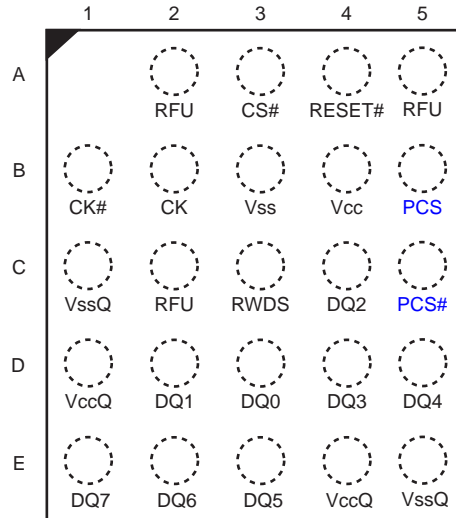 1 2 3 4 5
A
RFU CS# RESET# RFU
B
CK# CK Vss Vcc PCS
C
VssQ RFU RWDS DQ2 PCS#
D
VccQ DQ1 DQ0 DQ3 DQ4
E
DQ7 DQ6 DQ5 VccQ VssQ